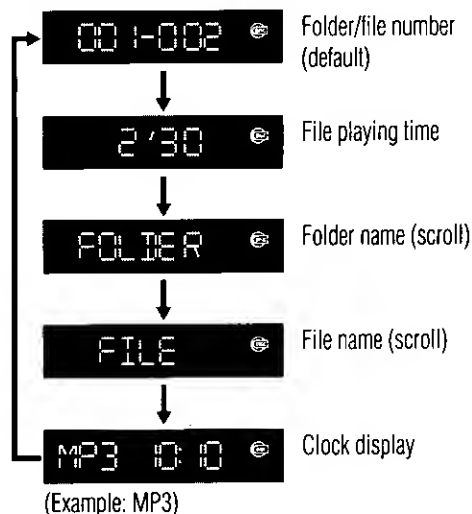 001-002 Folder/file number
(default)
2'30 File playing time
FOLDER Folder name (scroll)
FILE File name (scroll)
MP3 10:10 Clock display
(Example: MP3)